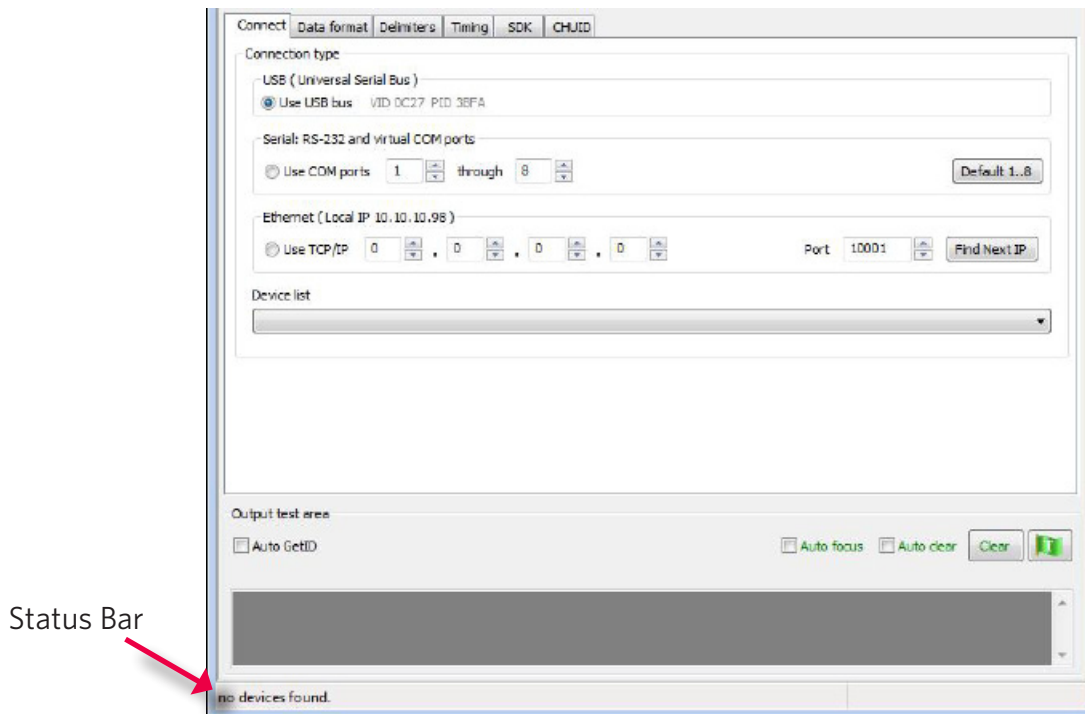 Connect Data format Delimiters Timing SDK CHUID
Connection type
USB ( Universal Serial Bus )
Use USB bus VID 0C27 PID 3BFA
Serial: RS-232 and virtual COM ports
Use COM ports 1 through 8 Default 1..8
Ethernet ( Local IP 10.10.10.98 )
Use TCP/IP 0 . 0 . 0 . 0 Port 10001 Find Next IP
Device list
Output test area
Auto GetID Auto focus Auto clear Clear
Status Bar
no devices found.